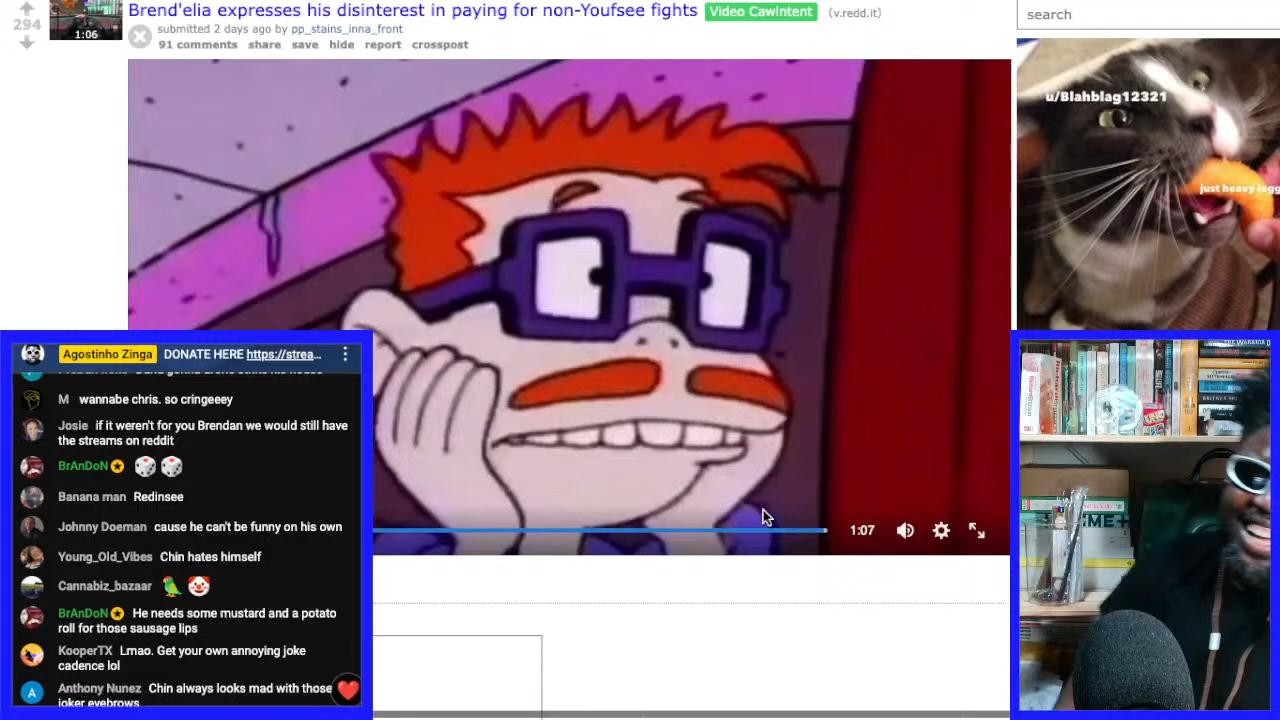 Brend'elia expresses his disinterest in paying for non-Youfsee fights Video Cawintent (v.redd.it)
294
1:06
submitted 2 days ago by pp_stains_inna_front
91 comments share save hide report crosspost
search
u/Blahblag12321
just heavy legg
Agostinho Zinga DONATE HERE https://strea...
M wannabe chris. so cringeeey
Josie if it weren't for you Brendan we would still have
the streams on reddit
BrAnDoN
Banana man Redinsee
Johnny Doeman cause he can't be funny on his own
Young_Old_Vibes Chin hates himself
Cannabiz_bazaar
BrAnDoN He needs some mustard and a potato
roll for those sausage lips
KooperTX Lmao. Get your own annoying joke
cadence lol
A Anthony Nunez Chin always looks mad with those
joker eyebrows
1:07